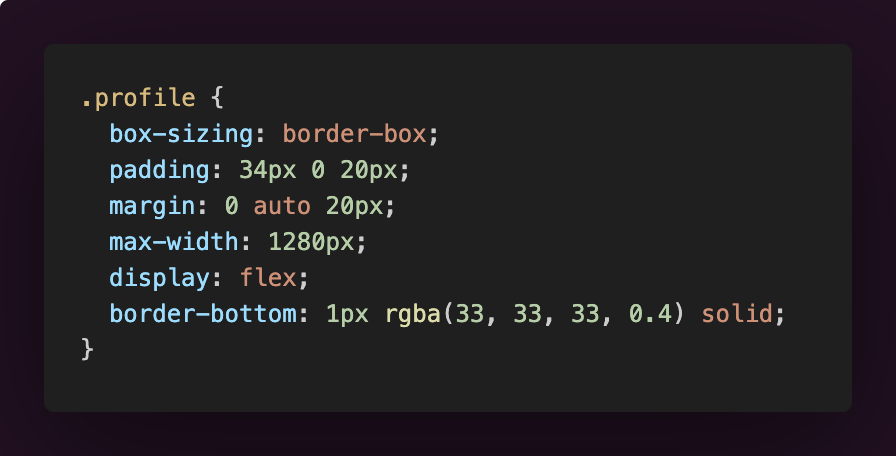 .profile {
  box-sizing: border-box;
  padding: 34px 0 20px;
  margin: 0 auto 20px;
  max-width: 1280px;
  display: flex;
  border-bottom: 1px rgba(33, 33, 33, 0.4) solid;
}